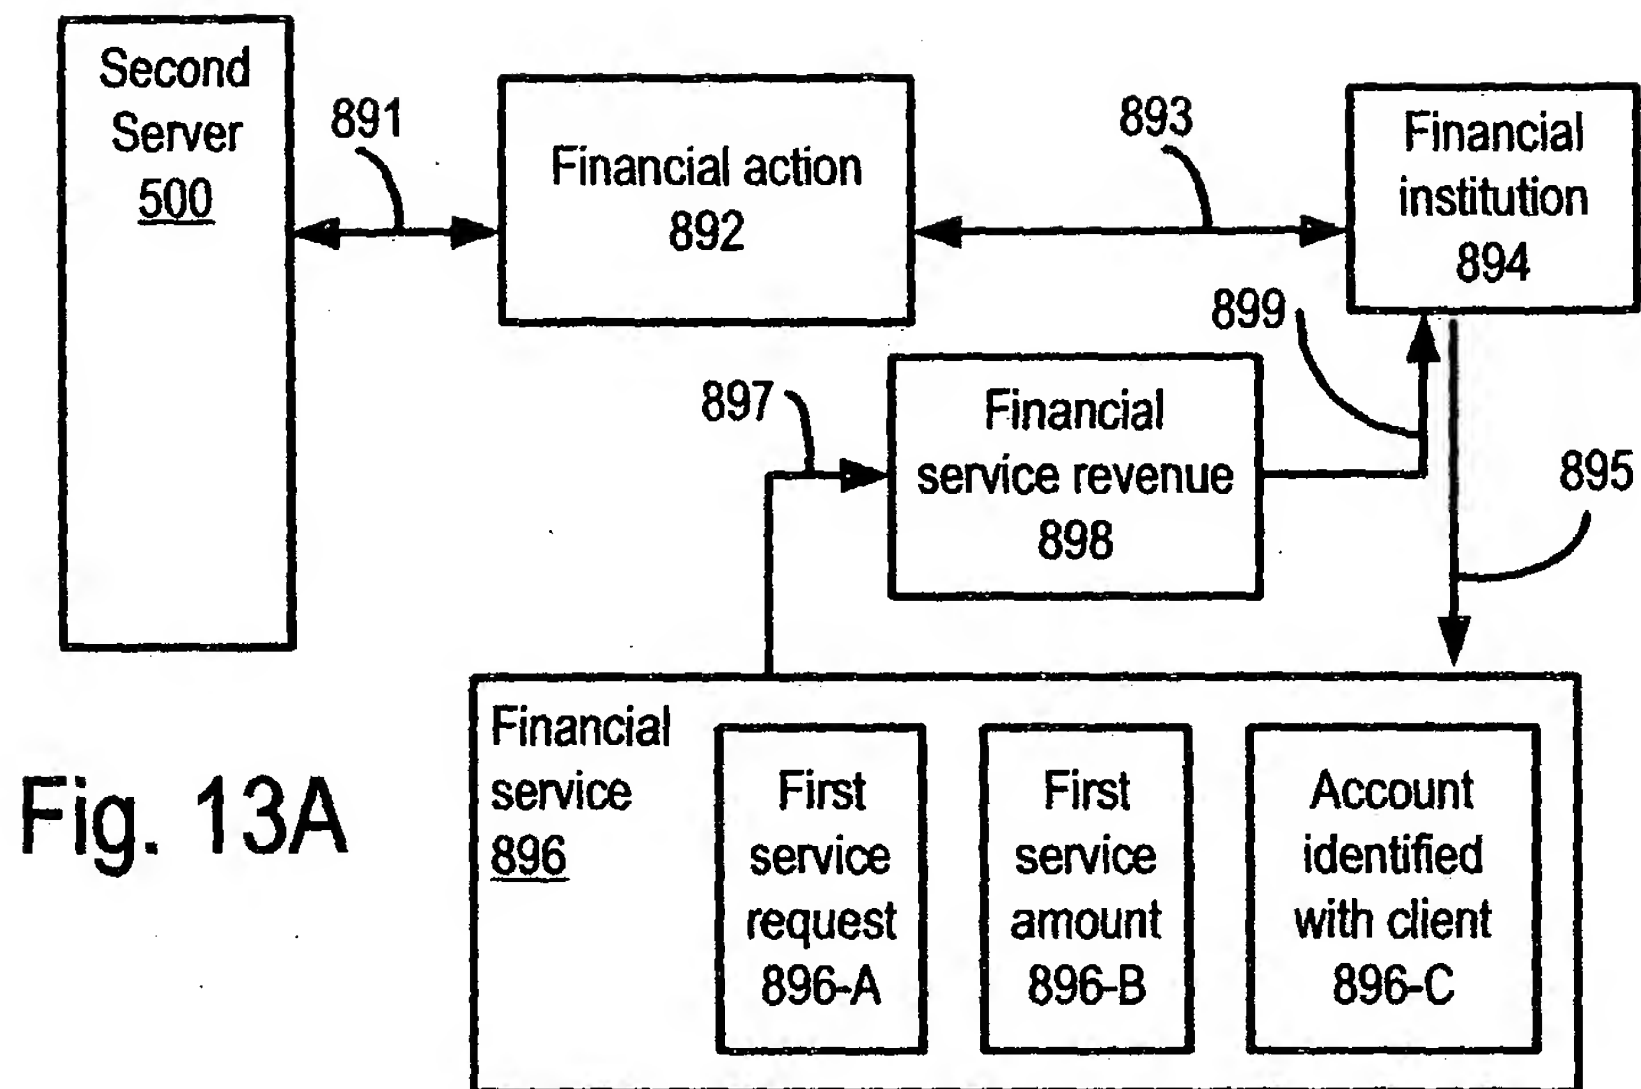 Second
Server
500
891
Financial action
892
893
Financial
institution
894
899
897
Financial
service revenue
898
895
Financial
service
896
First
service
request
896-A
First
service
amount
896-B
Account
identified
with client
896-C
Fig. 13A